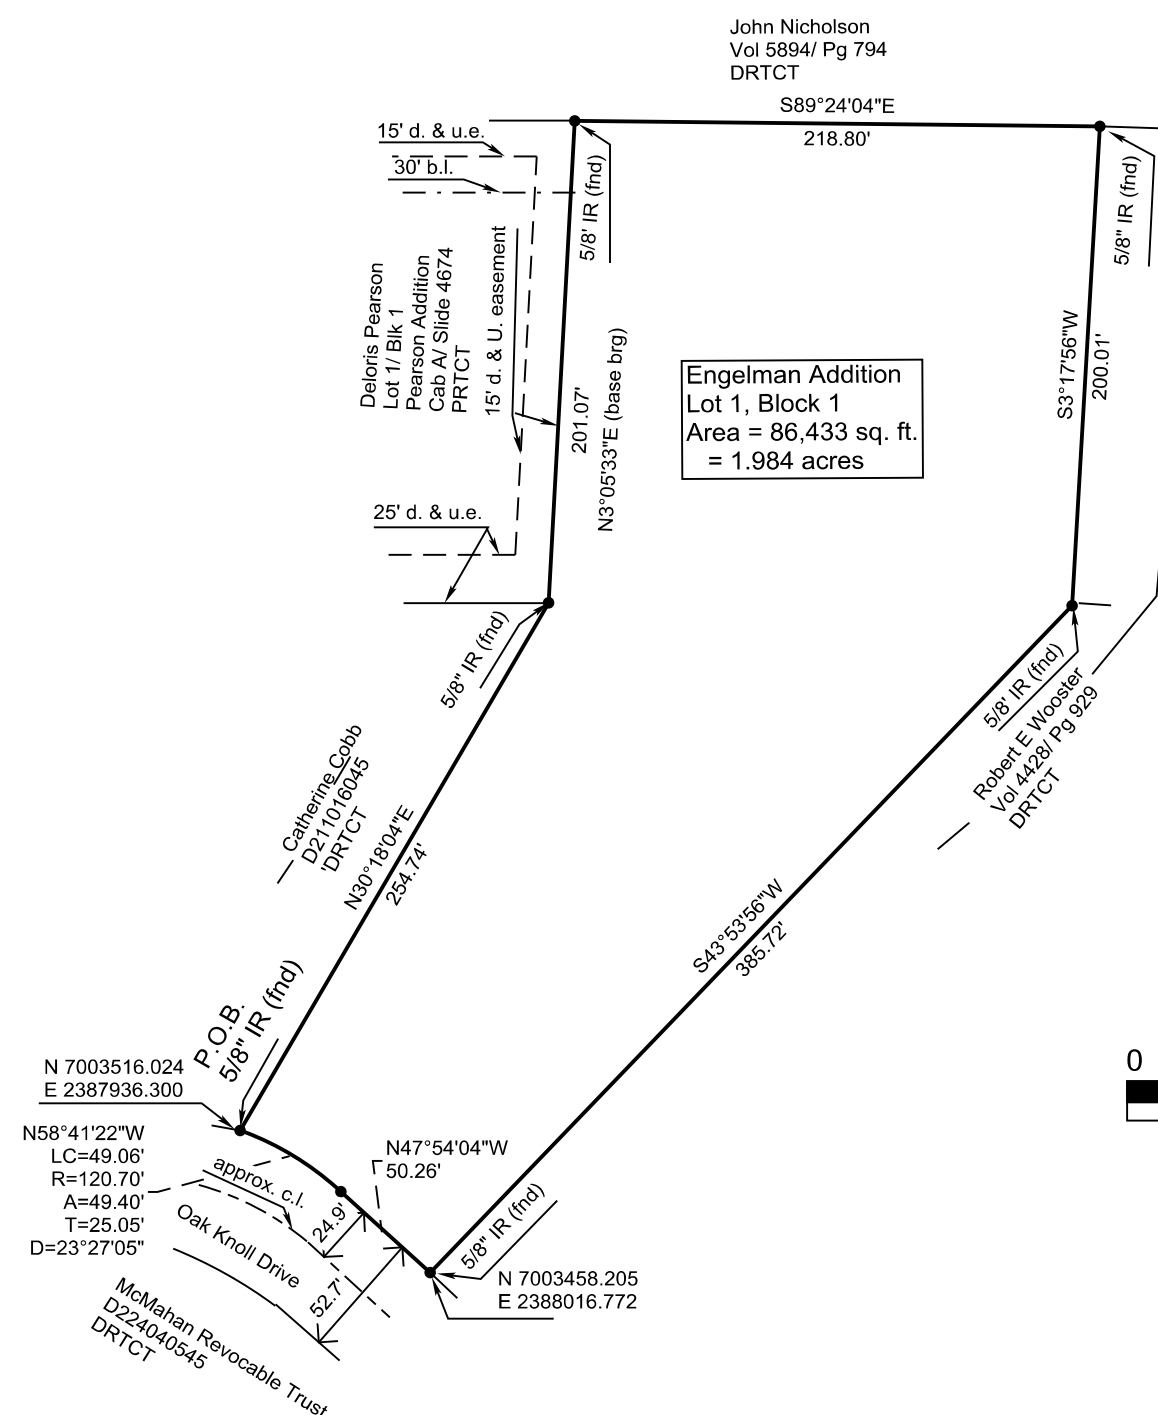 John Nicholson
Vol 5894/ Pg 794
DRTCT
S89°24'04"E
218.80'
15' d. & u.e.
30' b.l.
5/8' IR (fnd)
5/8" IR (fnd)
Deloris Pearson
Lot 1/ Blk 1
Pearson Addition
Cab A/ Slide 4674
PRTCT
15' d. & U. easement
201.07'
N3°05'33"E (base brg)
Engelman Addition
Lot 1, Block 1
Area = 86,433 sq. ft.
= 1.984 acres
S3°17'56"W
200.01'
25' d. & u.e.
5/8" IR (fnd)
5/8' IR (fnd)
Robert E Wooster
Vol 4428/ Pg 929
DRTCT
Catherine Cobb
D211016045
'DRTCT
N30°18'04"E
254.74'
S43°53'56"W
385.72'
P.O.B.
5/8" IR (fnd)
N 7003516.024
E 2387936.300
0
N58°41'22"W
LC=49.06'
R=120.70'
A=49.40'
T=25.05'
D=23°27'05"
N47°54'04"W
50.26'
approx. c.l.
24.9'
Oak Knoll Drive
52.7'
5/8" IR (fnd)
N 7003458.205
E 2388016.772
McMahan Revocable Trust
D224040545
DRTCT